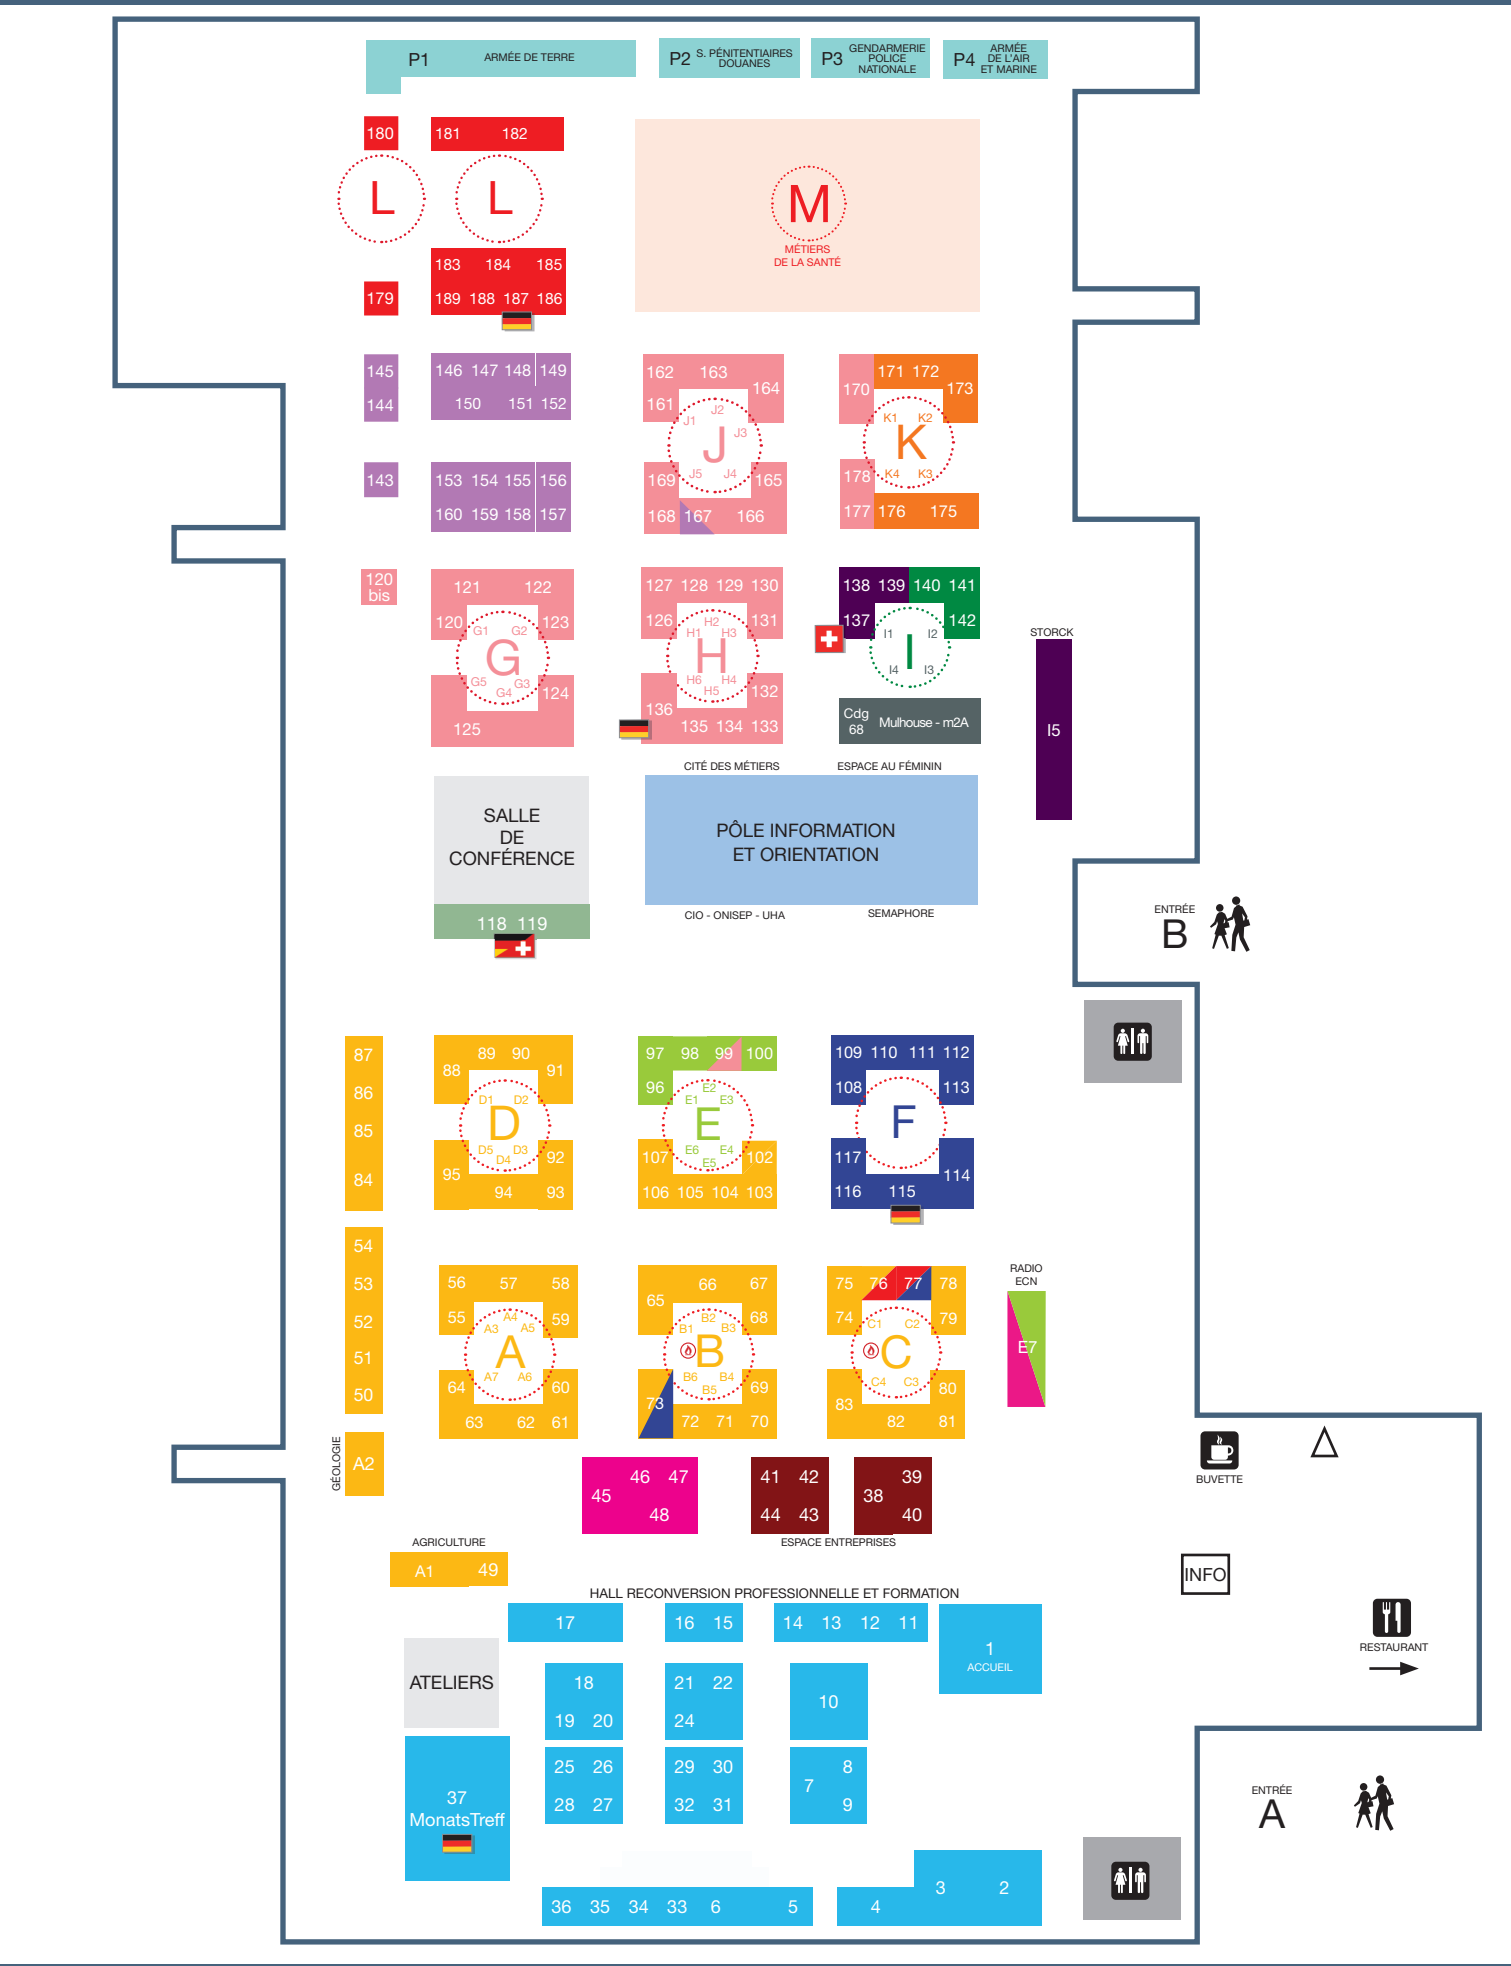 P1 ARMÉE DE TERRE
P2 S. PÉNITENTIAIRES
DOUANES
P3 GENDARMERIE
POLICE
NATIONALE
P4 ARMÉE
DE L'AIR
ET MARINE
180
181 182
L
L
M
MÉTIERS
DE LA SANTÉ
183 184 185
179
189 188 187 186
145
146 147 148 149
144
150 151 152
162 163 164
161
J1 J2 J3
J
J5 J4
170 171 172 173
K1 K2
K
K4 K3
143
153 154 155 156
160 159 158 157
169 165
168 167 166
178
177 176 175
120
bis
121 122
120 123
G1 G2
G
G5 G4 G3
124
125
127 128 129 130
126 131
H2
H1 H3
H
H6 H4
H5
132
136
135 134 133
138 139 140 141
137 142
I1 I2
I
I4 I3
Cdg
68
Mulhouse - m2A
STORCK
I5
CITÉ DES MÉTIERS
ESPACE AU FÉMININ
SALLE
DE
CONFÉRENCE
PÔLE INFORMATION
ET ORIENTATION
118 119
CIO - ONISEP - UHA
SEMAPHORE
ENTRÉE
B
87
86
85
84
89 90
88 91
D1 D2
D
D5 D3
D4
92
95
94 93
97 98 99 100
96
E2
E1 E3
E
E6 E4
E5
107 102
106 105 104 103
109 110 111 112
108 113
F
117
114
116 115
54
53
52
51
50
56 57 58
55 59
A4
A3 A5
A
A7 A6
64 60
63 62 61
66 67
65
68
B2
B1 B3
B
B6 B4
B5
69
73
72 71 70
75 76 77 78
74 79
C1 C2
C
C4 C3
80
83
82 81
RADIO
ECN
E7
GÉOLOGIE
A2
46 47
45
48
41 42
44 43
39
38
40
ESPACE ENTREPRISES
BUVETTE
AGRICULTURE
A1 49
INFO
RESTAURANT
HALL RECONVERSION PROFESSIONNELLE ET FORMATION
17
16 15
14 13 12 11
1
ACCUEIL
ATELIERS
18
19 20
21 22
24
10
37
MonatsTreff
25 26
28 27
29 30
32 31
8
7
9
ENTRÉE
A
36 35 34 33 6 5
4
3 2